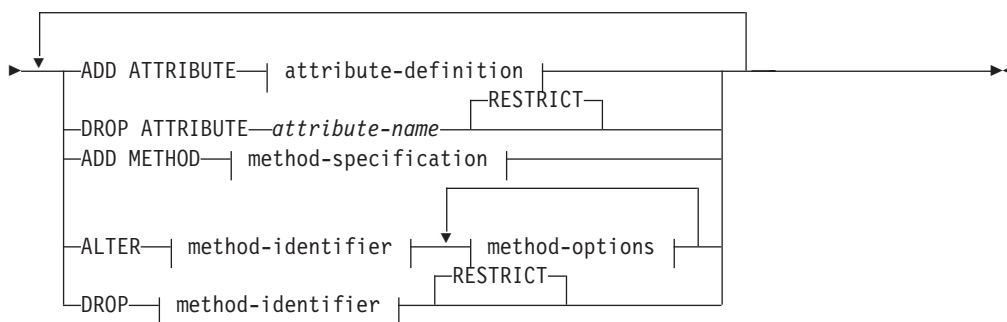 ADD ATTRIBUTE attribute-definition
RESTRICT
DROP ATTRIBUTE attribute-name
ADD METHOD method-specification
ALTER method-identifier method-options
RESTRICT
DROP method-identifier